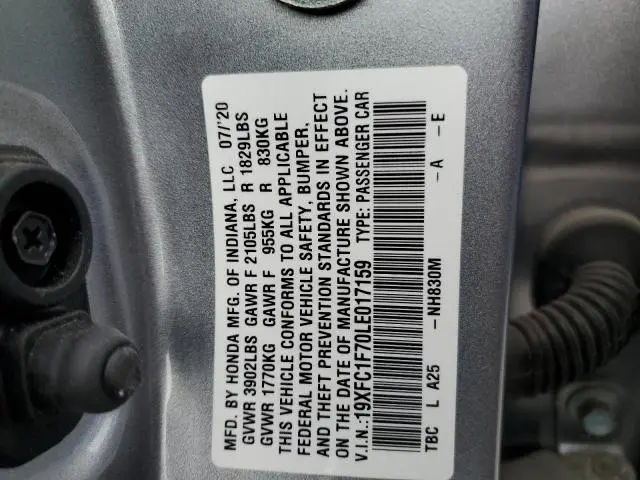 MFD. BY HONDA MFG. OF INDIANA, LLC 07/'20
GVWR 3902LBS GAWR F 2105LBS R 1829LBS
GVWR 1770KG GAWR F 955KG R 830KG
THIS VEHICLE CONFORMS TO ALL APPLICABLE
FEDERAL MOTOR VEHICLE SAFETY, BUMPER,
AND THEFT PREVENTION STANDARDS IN EFFECT
ON THE DATE OF MANUFACTURE SHOWN ABOVE.
V.I.N.:19XFC1F70LE017159 TYPE: PASSENGER CAR
TBC L A25 -NH830M -A -E